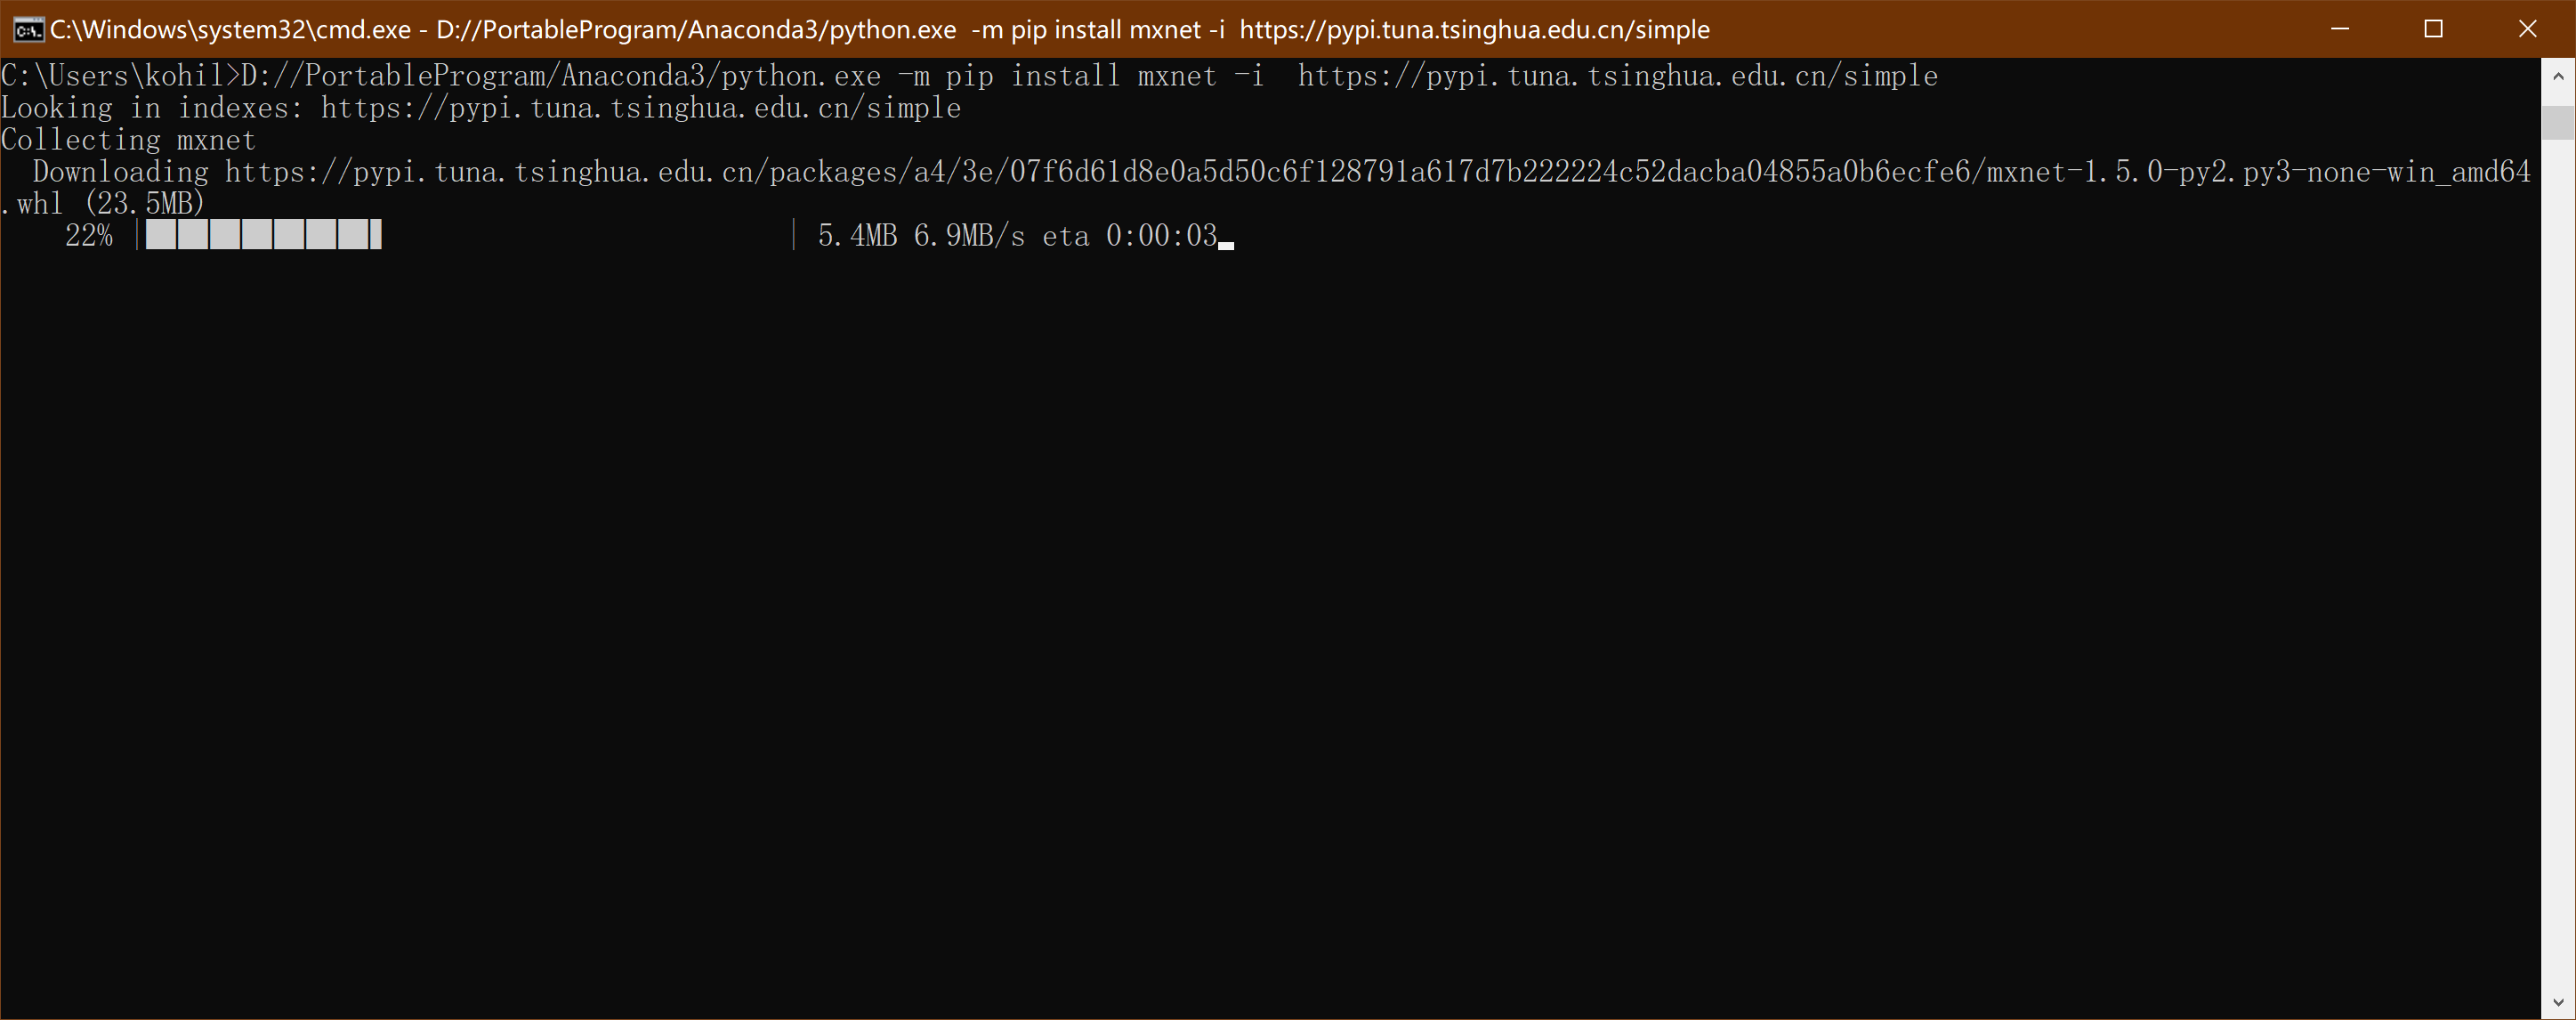 C:\Windows\system32\cmd.exe - D://PortableProgram/Anaconda3/python.exe  -m pip install mxnet -i  https://pypi.tuna.tsinghua.edu.cn/simple
C:\Users\kohil>D://PortableProgram/Anaconda3/python.exe -m pip install mxnet -i  https://pypi.tuna.tsinghua.edu.cn/simple
Looking in indexes: https://pypi.tuna.tsinghua.edu.cn/simple
Collecting mxnet
  Downloading https://pypi.tuna.tsinghua.edu.cn/packages/a4/3e/07f6d61d8e0a5d50c6f128791a617d7b222224c52dacba04855a0b6ecfe6/mxnet-1.5.0-py2.py3-none-win_amd64
.whl (23.5MB)
    22% |███████▌                        | 5.4MB 6.9MB/s eta 0:00:03